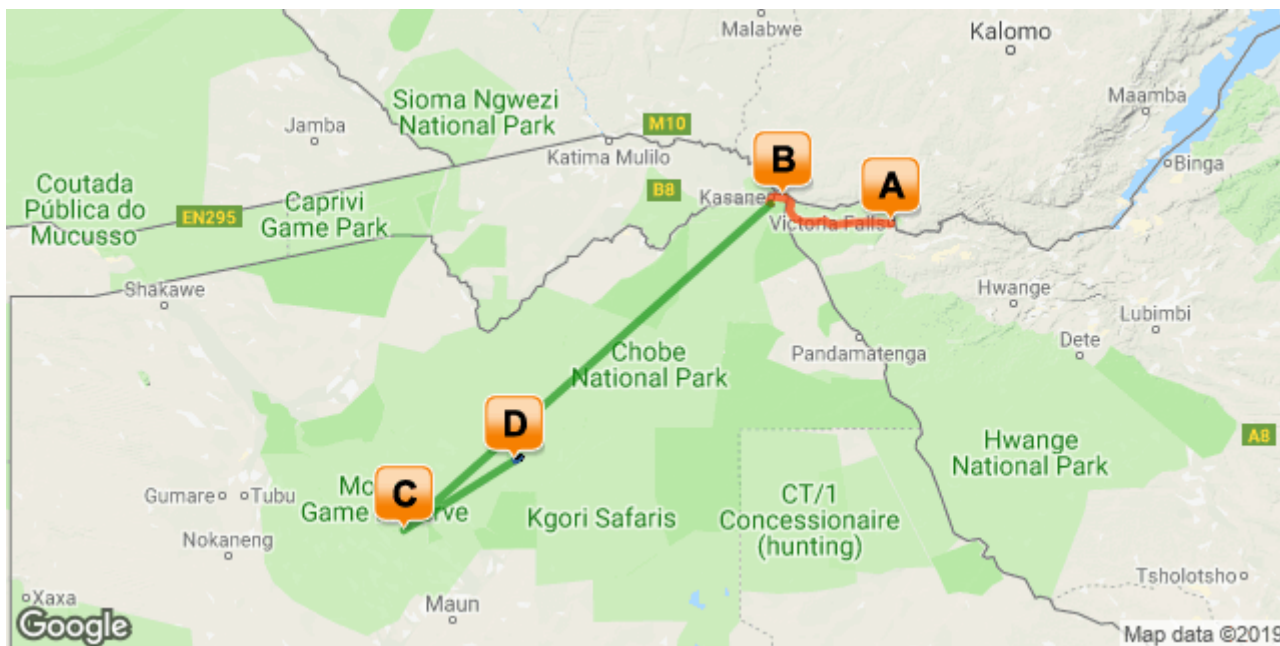 Malabwe
Kalomo
Sioma Ngwezi
National Park
Maamba
Jamba
M10
Katima Mulilo
B
A
Binga
Coutada
Pública do
Mucusso
EN295
Caprivi
Game Park
B8
Kasane
Victoria Falls
Shakawe
Hwange
Lubimbi
Dete
Chobe
National Park
Pandamatenga
D
Hwange
National Park
A8
C
Gumare
Tubu
Game
Kgori Safaris
CT/1
Concessionaire
(hunting)
Nokaneng
Tsholotsho
Xaxa
Maun
Google
Map data ©2019